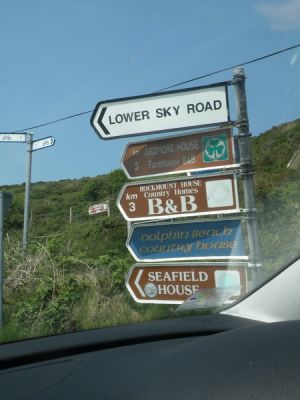 LOWER SKY ROAD
km
3
ARDMORE HOUSE
Farmhouse B&B
ROCKMOUNT HOUSE
Country Homes
km
3
B&B
Dolphin Beach
Country House
SEAFIELD
HOUSE